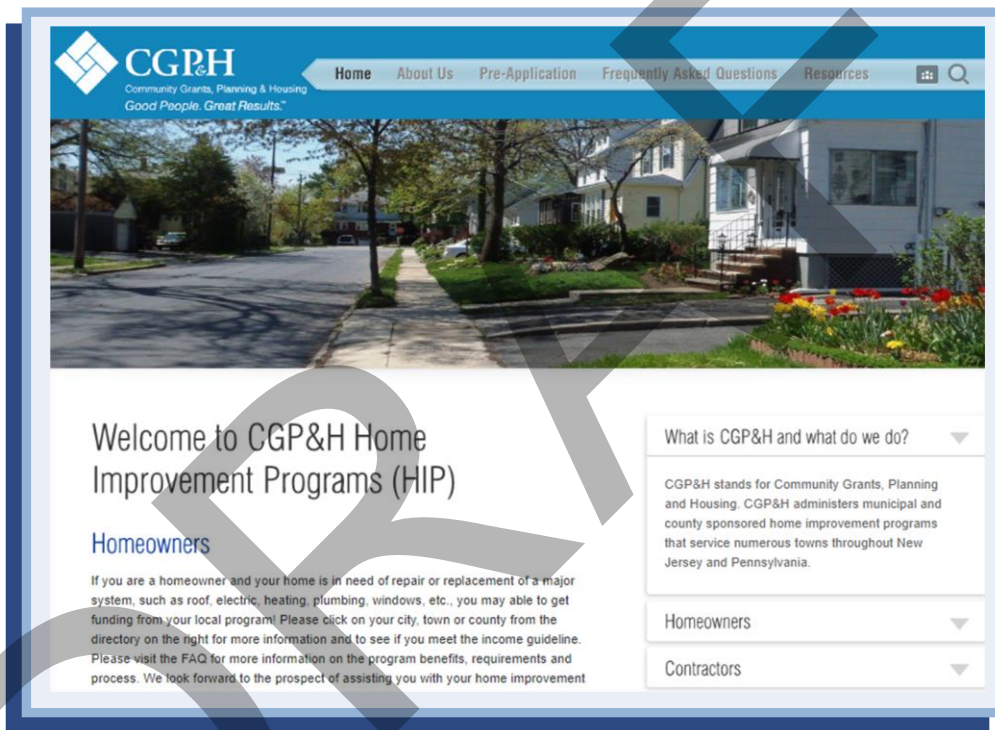 CGP&H
Community Grants, Planning & Housing
Good People. Great Results.™
Home About Us Pre-Application Frequently Asked Questions Resources
Welcome to CGP&H Home
Improvement Programs (HIP)
Homeowners
If you are a homeowner and your home is in need of repair or replacement of a major
system, such as roof, electric, heating, plumbing, windows, etc., you may able to get
funding from your local program! Please click on your city, town or county from the
directory on the right for more information and to see if you meet the income guideline.
Please visit the FAQ for more information on the program benefits, requirements and
process. We look forward to the prospect of assisting you with your home improvement
What is CGP&H and what do we do?
CGP&H stands for Community Grants, Planning
and Housing. CGP&H administers municipal and
county sponsored home improvement programs
that service numerous towns throughout New
Jersey and Pennsylvania.
Homeowners
Contractors
DRAFT